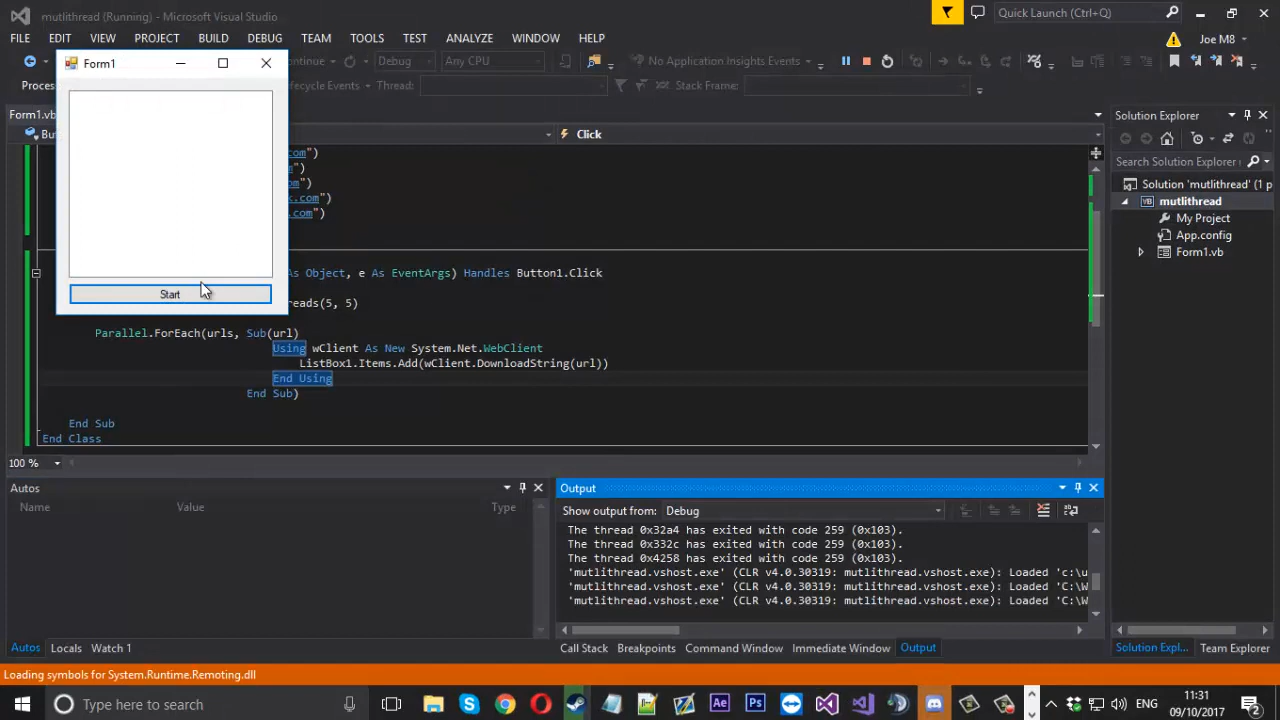 mutlithread (Running) - Microsoft Visual Studio
Quick Launch (Ctrl+Q)
FILE EDIT VIEW PROJECT BUILD DEBUG TEAM TOOLS TEST ANALYZE WINDOW HELP
Joe M8
Form1
Continue
Debug
Any CPU
No Application Insights Events
Proces
Lifecycle Events
Thread:
Stack Frame:
Form1.vb
Solution Explorer
But
Click
com")
m")
om")
k.com")
.com")
Search Solution Explorer
Solution 'mutlithread' (1 p
mutlithread
My Project
App.config
Form1.vb
As Object, e As EventArgs) Handles Button1.Click
Start
reads(5, 5)
Parallel.ForEach(urls, Sub(url)
Using wClient As New System.Net.WebClient
ListBox1.Items.Add(wClient.DownloadString(url))
End Using
End Sub)
End Sub
End Class
100 %
Autos
Name Value Type
Output
Show output from: Debug
The thread 0x32a4 has exited with code 259 (0x103).
The thread 0x332c has exited with code 259 (0x103).
The thread 0x4258 has exited with code 259 (0x103).
'mutlithread.vshost.exe' (CLR v4.0.30319: mutlithread.vshost.exe): Loaded 'c:\u
'mutlithread.vshost.exe' (CLR v4.0.30319: mutlithread.vshost.exe): Loaded 'C:\W
'mutlithread.vshost.exe' (CLR v4.0.30319: mutlithread.vshost.exe): Loaded 'C:\W
Autos Locals Watch 1
Call Stack Breakpoints Command Window Immediate Window Output
Solution Expl... Team Explorer
Loading symbols for System.Runtime.Remoting.dll
Type here to search
Ae
Ps
ENG
11:31
09/10/2017
2